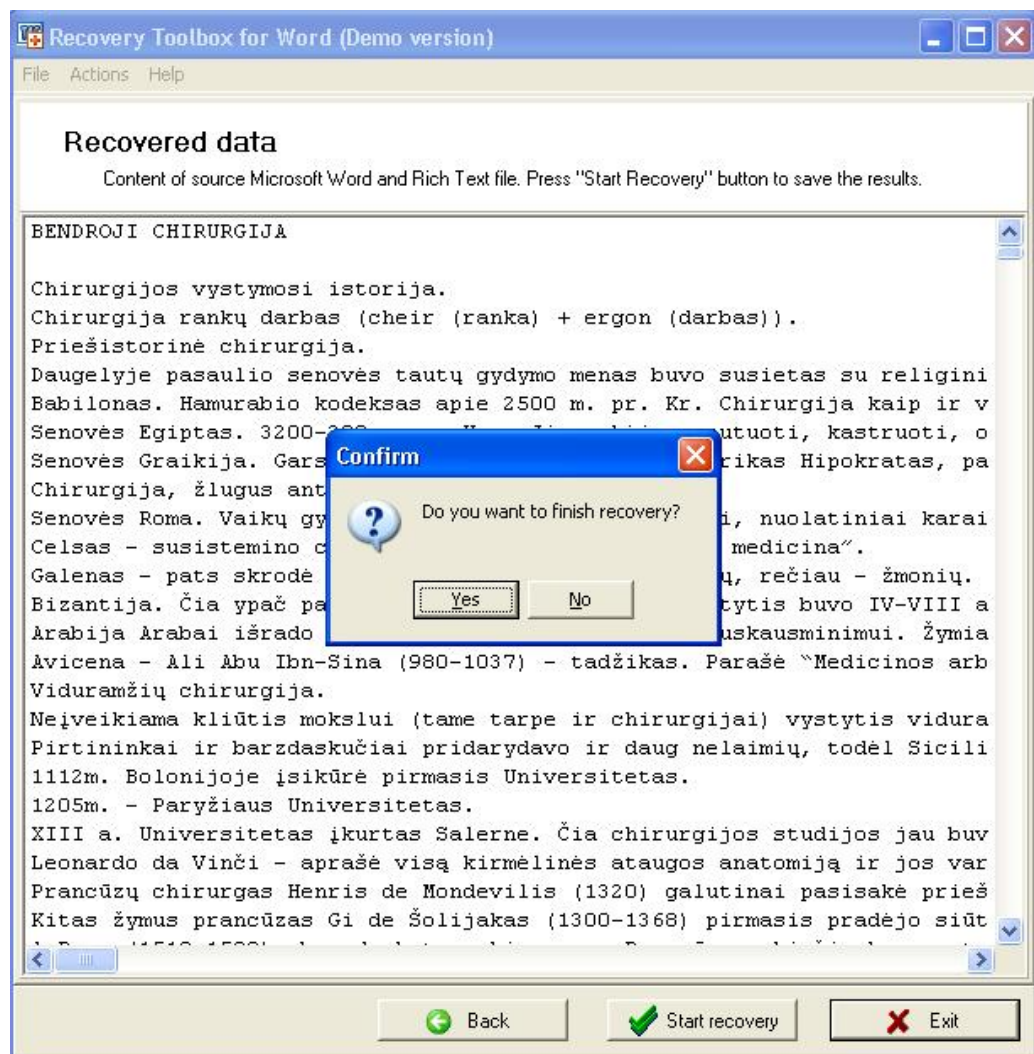 Recovery Toolbox for Word (Demo version)
File Actions Help
Recovered data
Content of source Microsoft Word and Rich Text file. Press "Start Recovery" button to save the results.
BENDROJI CHIRURGIJA
Chirurgijos vystymosi istorija.
Chirurgija rankų darbas (cheir (ranka) + ergon (darbas)).
Priešistorinė chirurgija.
Daugelyje pasaulio senovės tautų gydymo menas buvo susietas su religini
Babilonas. Hamurabio kodeksas apie 2500 m. pr. Kr. Chirurgija kaip ir v
Senovės Egiptas. 3200- utuoti, kastruoti, o
Senovės Graikija. Gars rikas Hipokratas, pa
Chirurgija, žlugus ant
Senovės Roma. Vaikų gy i, nuolatiniai karai
Celsas – susistemino c medicina″.
Galenas – pats skrodė ų, rečiau – žmonių.
Bizantija. Čia ypač pa tytis buvo IV-VIII a
Arabija Arabai išrado uskausminimui. Žymia
Avicena – Ali Abu Ibn-Sina (980-1037) – tadžikas. Parašė ‶Medicinos arb
Viduramžių chirurgija.
Neįveikiama kliūtis mokslui (tame tarpe ir chirurgijai) vystytis vidura
Pirtininkai ir barzdaskučiai pridarydavo ir daug nelaimių, todėl Sicili
1112m. Bolonijoje įsikūrė pirmasis Universitetas.
1205m. – Paryžiaus Universitetas.
XIII a. Universitetas įkurtas Salerne. Čia chirurgijos studijos jau buv
Leonardo da Vinči – aprašė visą kirmėlinės ataugos anatomiją ir jos var
Prancūzų chirurgas Henris de Mondevilis (1320) galutinai pasisakė prieš
Kitas žymus prancūzas Gi de Šolijakas (1300-1368) pirmasis pradėjo siūt
Confirm
Do you want to finish recovery?
Yes No
Back Start recovery Exit